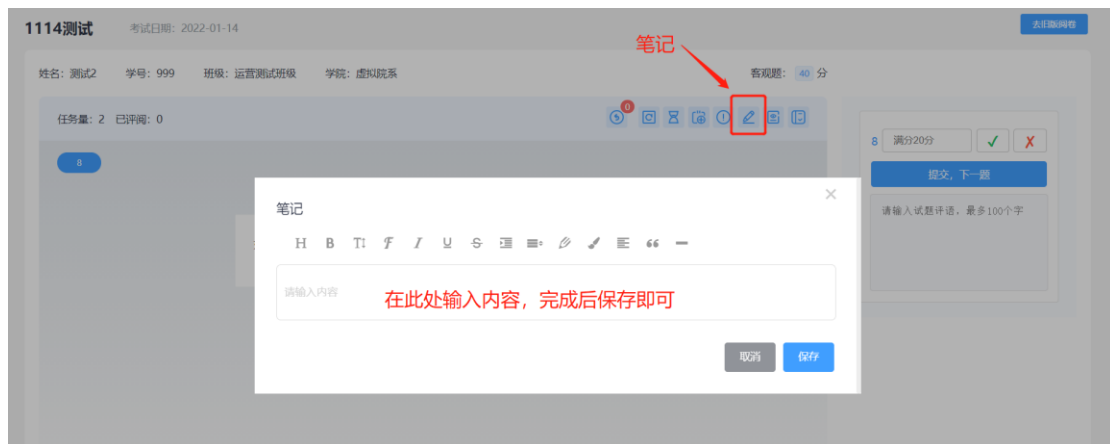 1114测试 考试日期：2022-01-14 去旧版阅卷
笔记
姓名：测试2 学号：999 班级：运营测试班级 学院：虚拟院系 客观题：40 分
任务量：2 已评阅：0 0
8 满分20分 ✓ ✗
8
提交，下一题
笔记 ×
请输入试题评语，最多100个字
H B T F I U S “ —
请输入内容
在此处输入内容，完成后保存即可
取消 保存